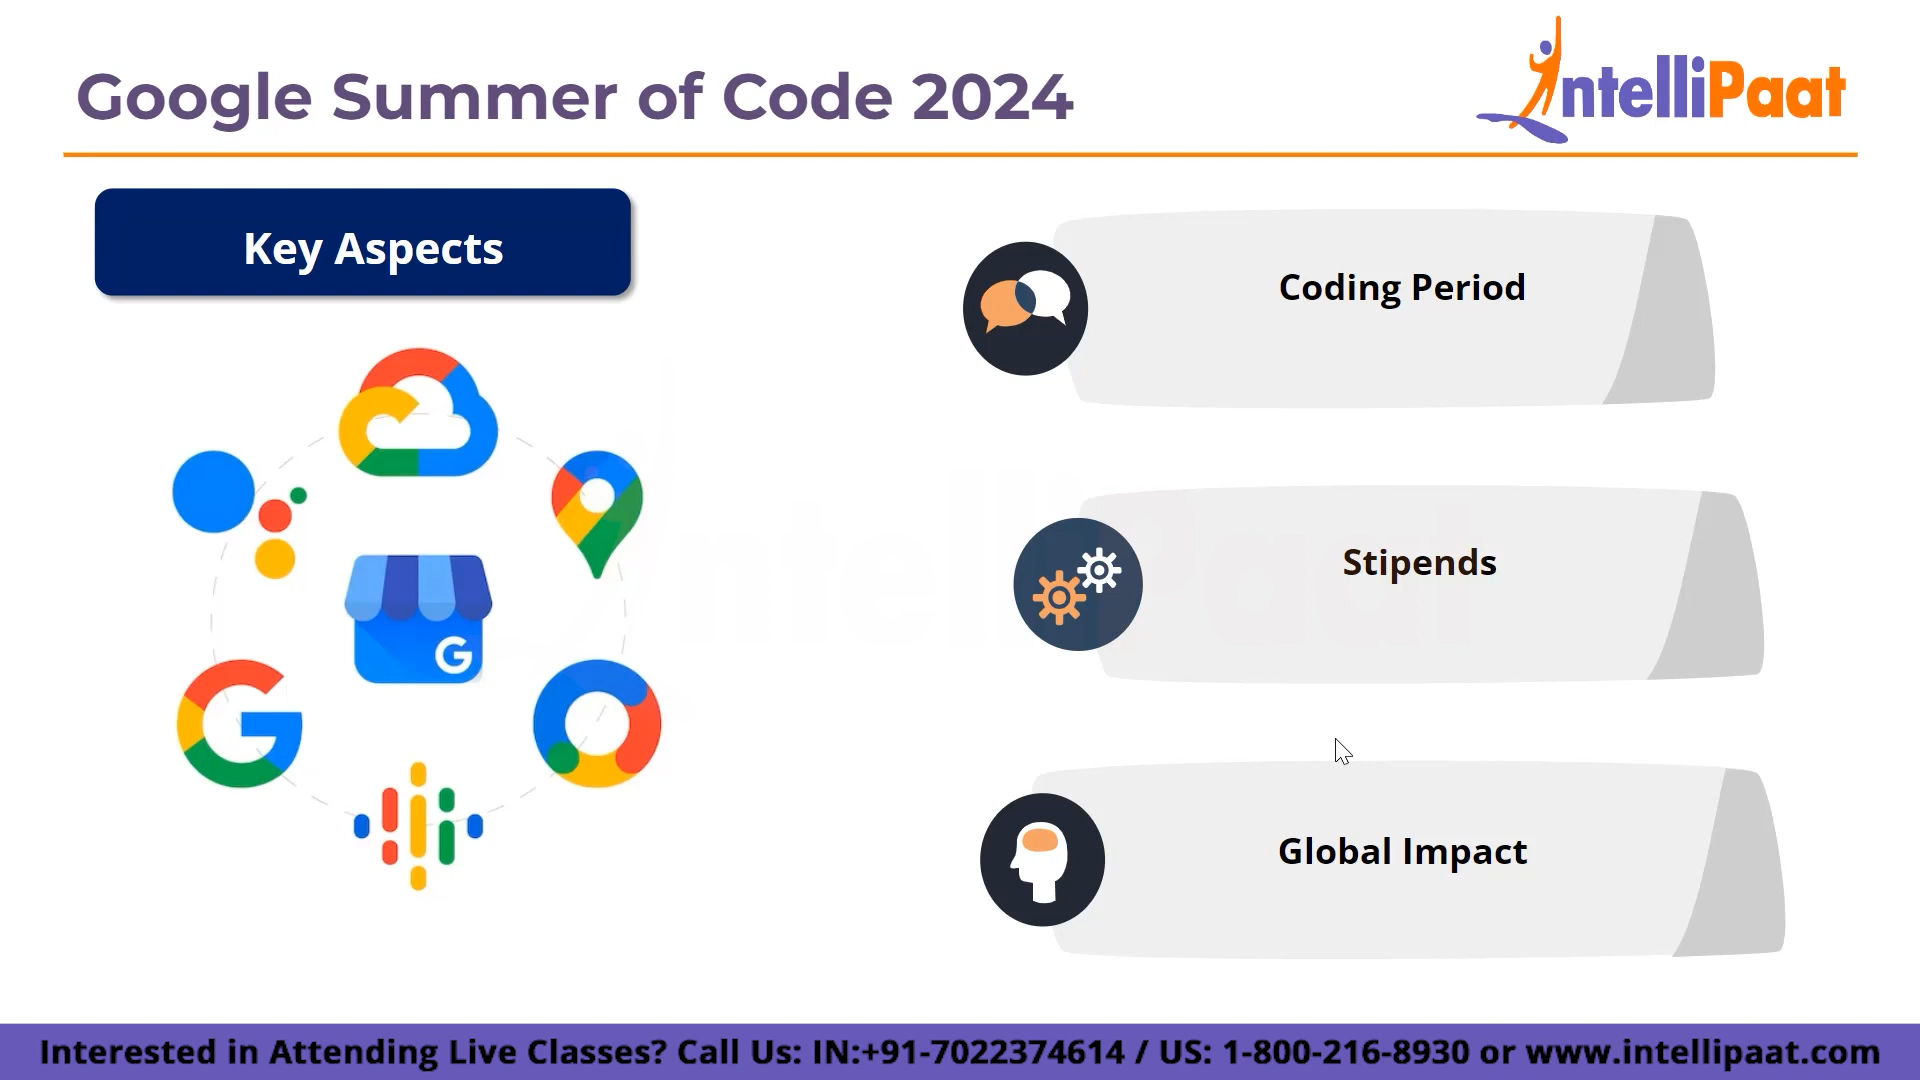 Google Summer of Code 2024
IntelliPaat
Key Aspects
Coding Period
Stipends
Global Impact
Interested in Attending Live Classes? Call Us: IN:+91-7022374614 / US: 1-800-216-8930 or www.intellipaat.com